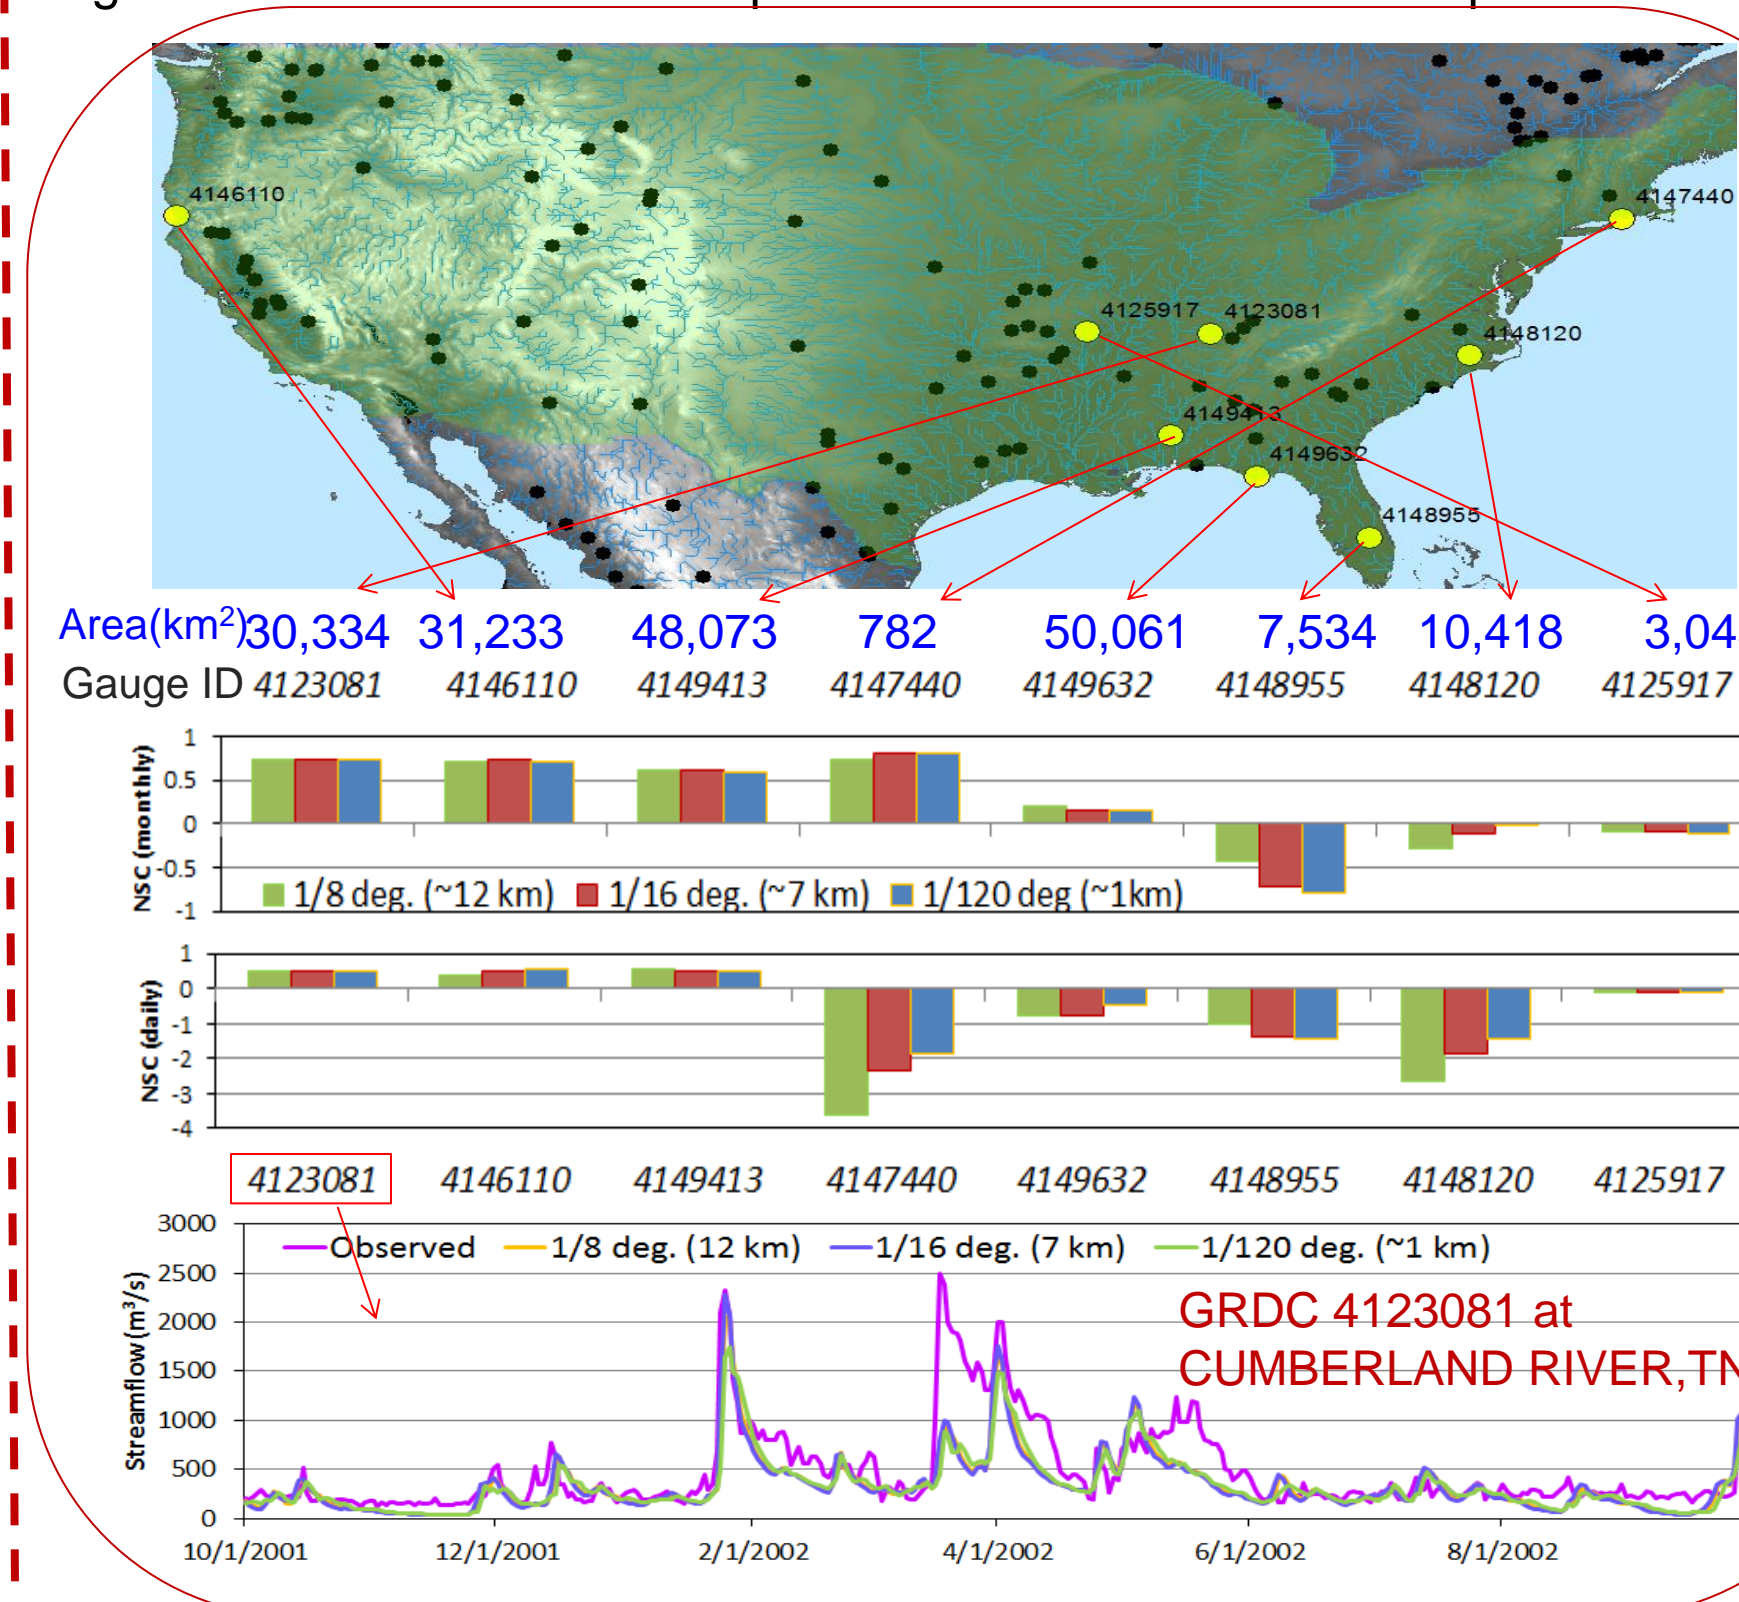 4146110
4147440
4125917
4123081
4148120
4149413
4149632
4148955
Area(km²) 30,334 31,233 48,073 782 50,061 7,534 10,418 3,04
Gauge ID 4123081 4146110 4149413 4147440 4149632 4148955 4148120 4125917
NSC (monthly)
1
0.5
0
-0.5
-1
1/8 deg. (~12 km) 1/16 deg. (~7 km) 1/120 deg (~1km)
NSC (daily)
1
0
-1
-2
-3
-4
4123081 4146110 4149413 4147440 4149632 4148955 4148120 4125917
Streamflow (m³/s)
3000
2500
2000
1500
1000
500
0
Observed 1/8 deg. (12 km) 1/16 deg. (7 km) 1/120 deg. (~1 km)
GRDC 4123081 at
CUMBERLAND RIVER,TN
10/1/2001 12/1/2001 2/1/2002 4/1/2002 6/1/2002 8/1/2002